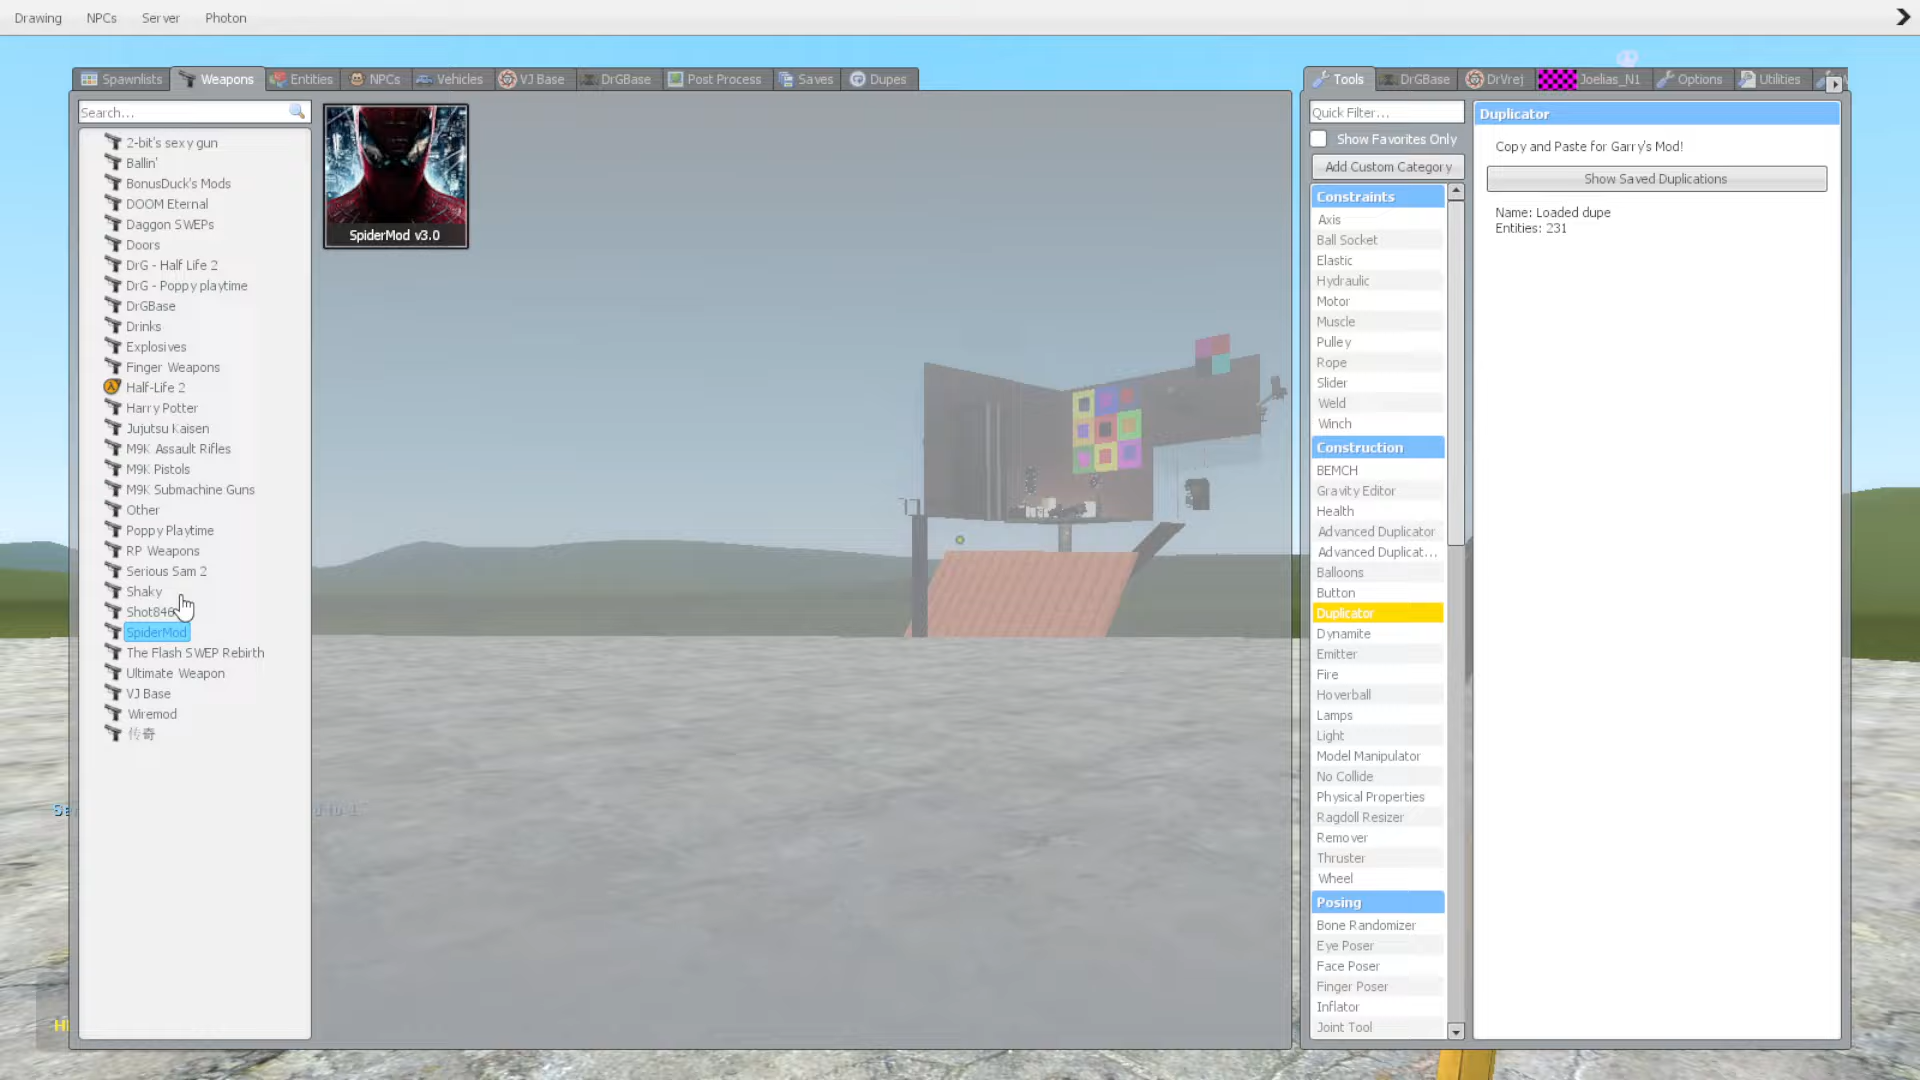 Drawing NPCs Server Photon
Spawnlists Weapons Entities NPCs Vehicles VJ Base DrGBase Post Process Saves Dupes
Search...
2-bit's sexy gun
Ballin'
BonusDuck's Mods
DOOM Eternal
Daggon SWEPs
Doors
DrG - Half Life 2
DrG - Poppy playtime
DrGBase
Drinks
Explosives
Finger Weapons
Half-Life 2
Harry Potter
Jujutsu Kaisen
M9K Assault Rifles
M9K Pistols
M9K Submachine Guns
Other
Poppy Playtime
RP Weapons
Serious Sam 2
Shaky
Shot846
SpiderMod
The Flash SWEP Rebirth
Ultimate Weapon
VJ Base
Wiremod
传奇
SpiderMod v3.0
Tools DrGBase DrVrej Joelias_N1 Options Utilities
Quick Filter...
Show Favorites Only
Add Custom Category
Constraints
Axis
Ball Socket
Elastic
Hydraulic
Motor
Muscle
Pulley
Rope
Slider
Weld
Winch
Construction
BEMCH
Gravity Editor
Health
Advanced Duplicator
Advanced Duplicat...
Balloons
Button
Duplicator
Dynamite
Emitter
Fire
Hoverball
Lamps
Light
Model Manipulator
No Collide
Physical Properties
Ragdoll Resizer
Remover
Thruster
Wheel
Posing
Bone Randomizer
Eye Poser
Face Poser
Finger Poser
Inflator
Joint Tool
Duplicator
Copy and Paste for Garry's Mod!
Show Saved Duplications
Name: Loaded dupe
Entities: 231